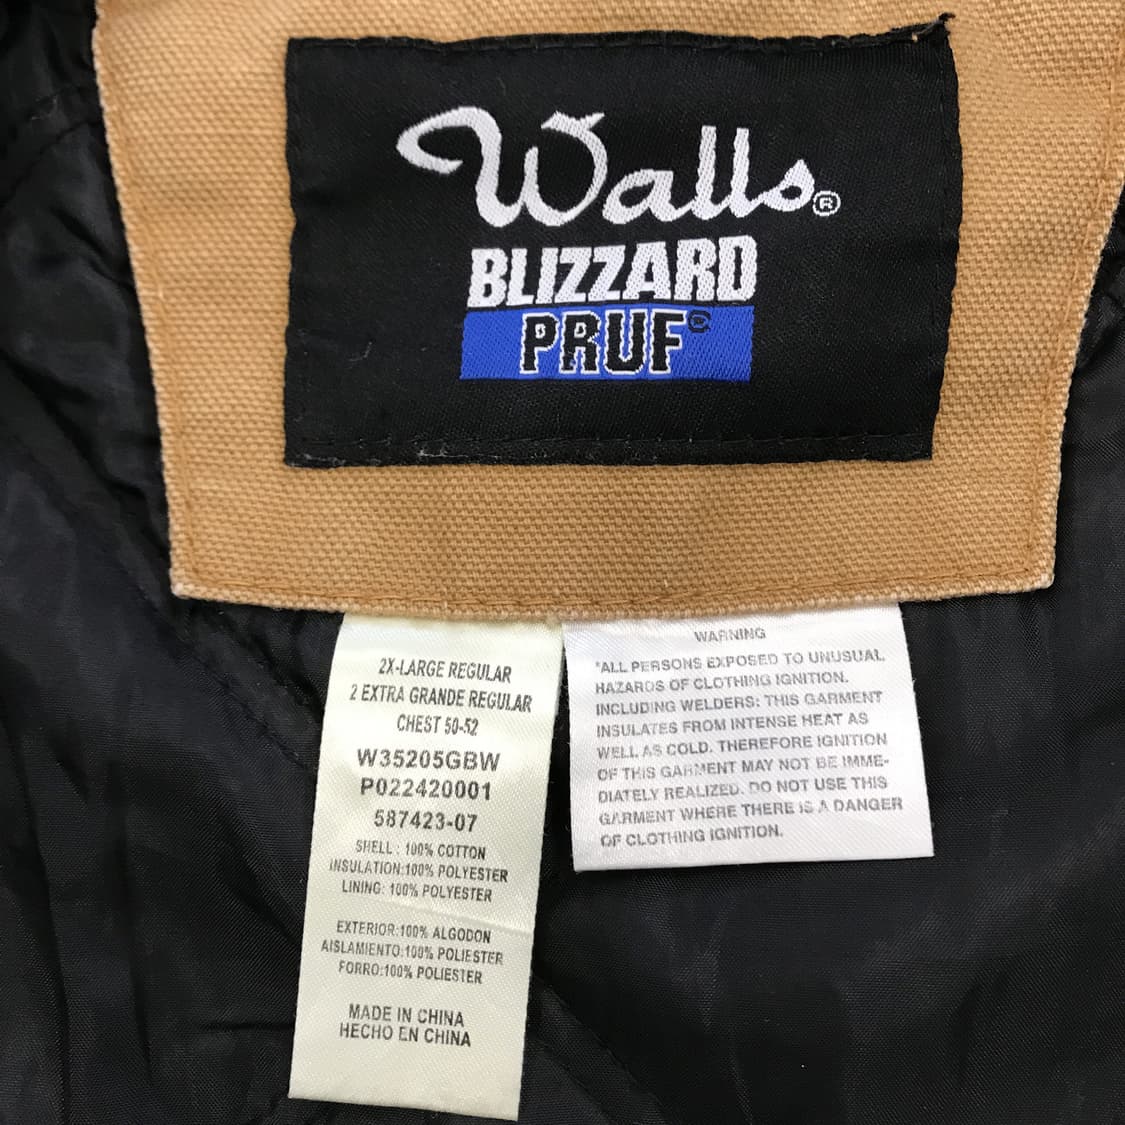 Walls®
BLIZZARD
PRUF®
2X-LARGE REGULAR
2 EXTRA GRANDE REGULAR
CHEST 50-52
W35205GBW
P022420001
587423-07
SHELL : 100% COTTON
INSULATION:100% POLYESTER
LINING: 100% POLYESTER
EXTERIOR:100% ALGODON
AISLAMIENTO:100% POLIESTER
FORRO:100% POLIESTER
MADE IN CHINA
HECHO EN CHINA
WARNING
*ALL PERSONS EXPOSED TO UNUSUAL
HAZARDS OF CLOTHING IGNITION.
INCLUDING WELDERS: THIS GARMENT
INSULATES FROM INTENSE HEAT AS
WELL AS COLD. THEREFORE IGNITION
OF THIS GARMENT MAY NOT BE IMME-
DIATELY REALIZED. DO NOT USE THIS
GARMENT WHERE THERE IS A DANGER
OF CLOTHING IGNITION.